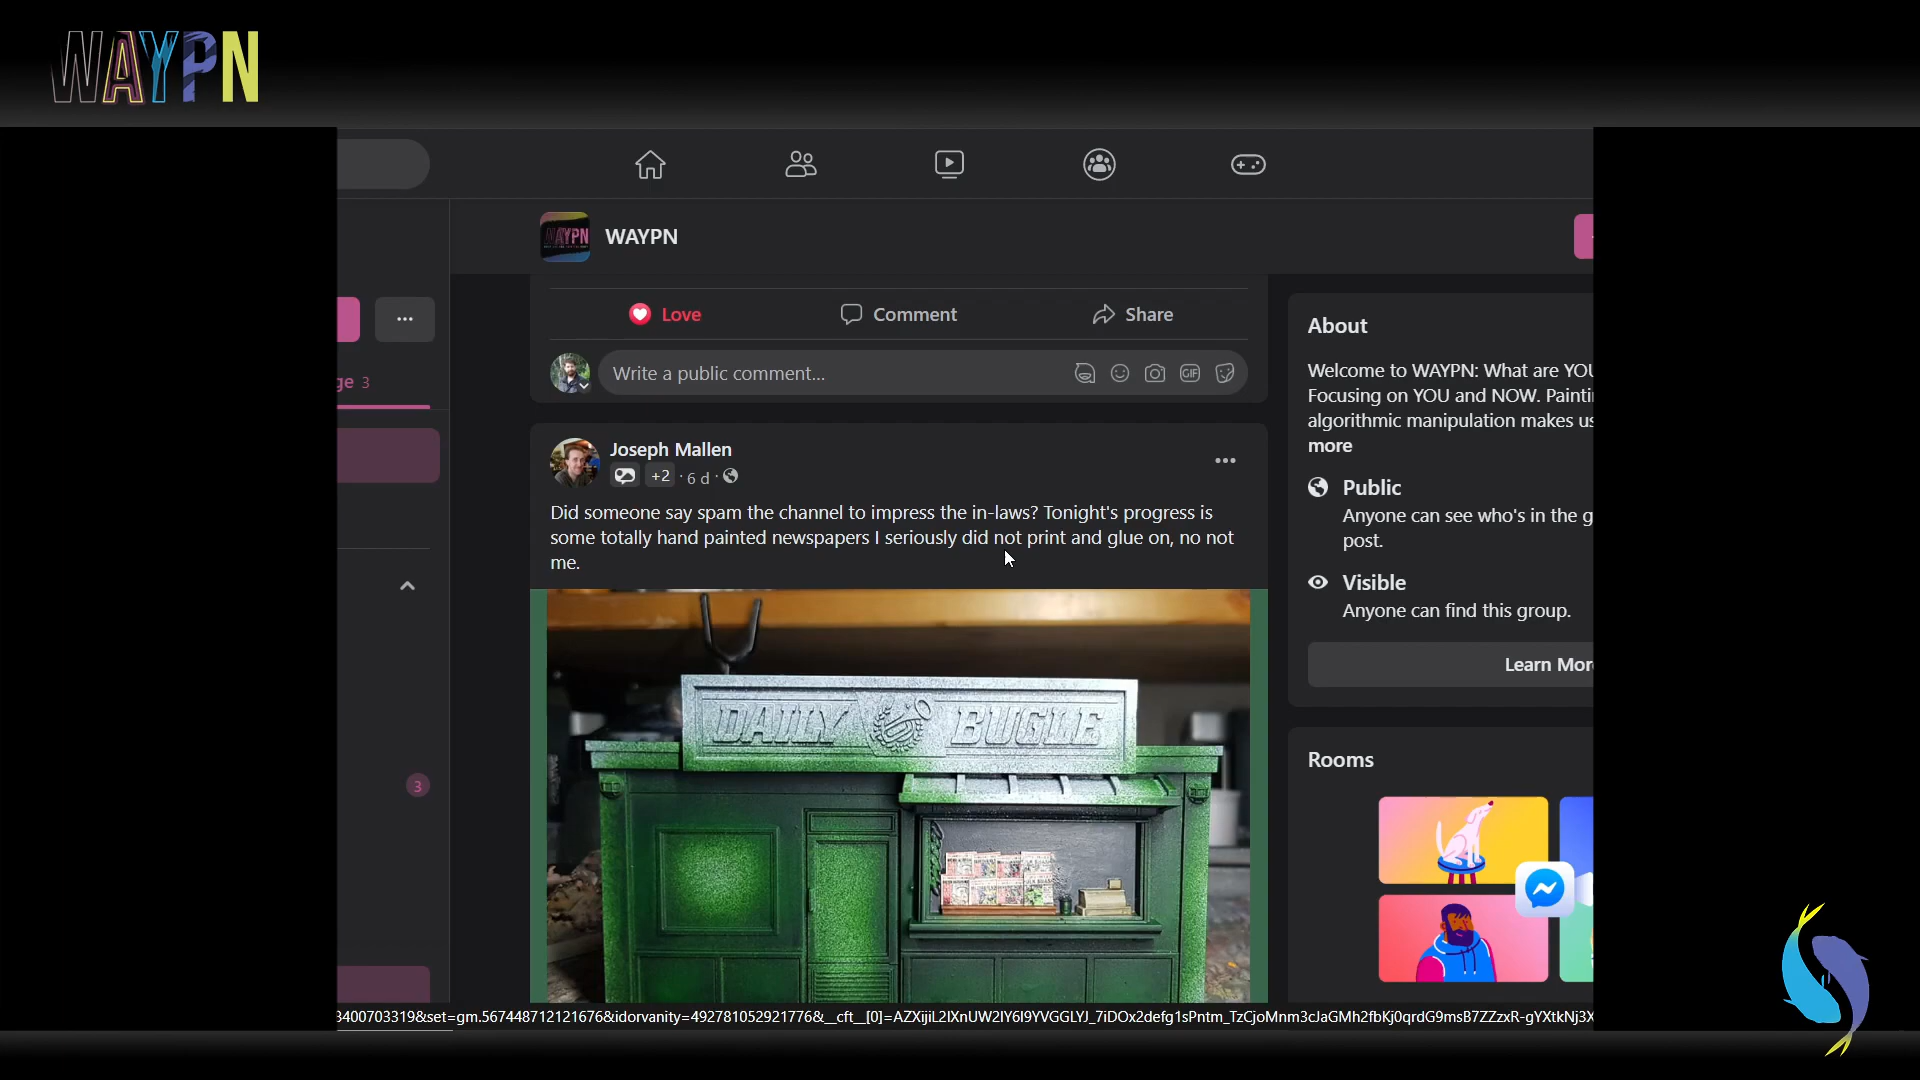 WAYPN
WAYPN
Love
Comment
Share
ge 3
Write a public comment...
GIF
About
Welcome to WAYPN: What are YOU
Focusing on YOU and NOW. Painti
algorithmic manipulation makes us
more
Joseph Mallen
+2 · 6 d ·
Did someone say spam the channel to impress the in-laws? Tonight's progress is
some totally hand painted newspapers I seriously did not print and glue on, no not
me.
Public
Anyone can see who's in the g
post.
Visible
Anyone can find this group.
Learn More
DAILY BUGLE
Rooms
3
3400703319&set=gm.567448712121676&idorvanity=492781052921776&__cft__[0]=AZXijiL2IXnUW2IY6I9YVGGLYJ_7iDOx2defg1sPntm_TzCjoMnm3cJaGMh2fbKj0qrdG9msB7ZZzxR-gYXtkNj3X